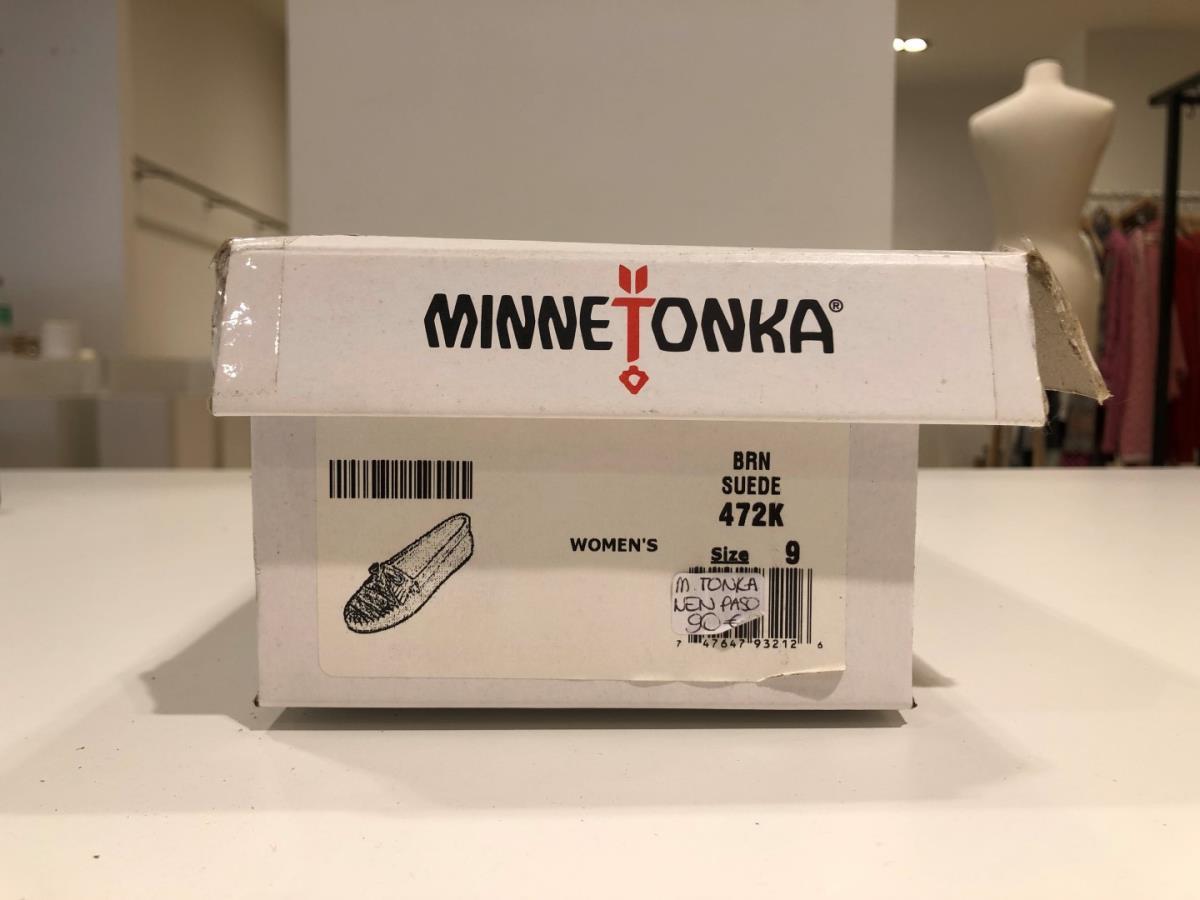 MINNETONKA®
BRN
SUEDE
472K
WOMEN'S
Size 9
M. TONKA
NEN PASO
90 €
7 47647 93212 6